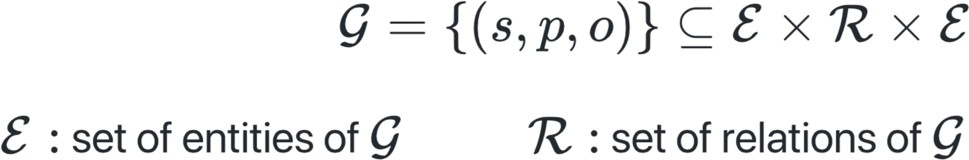 𝒢 = {(s, p, o)} ⊆ ℰ × ℛ × ℰ
ℰ : set of entities of 𝒢 ℛ : set of relations of 𝒢